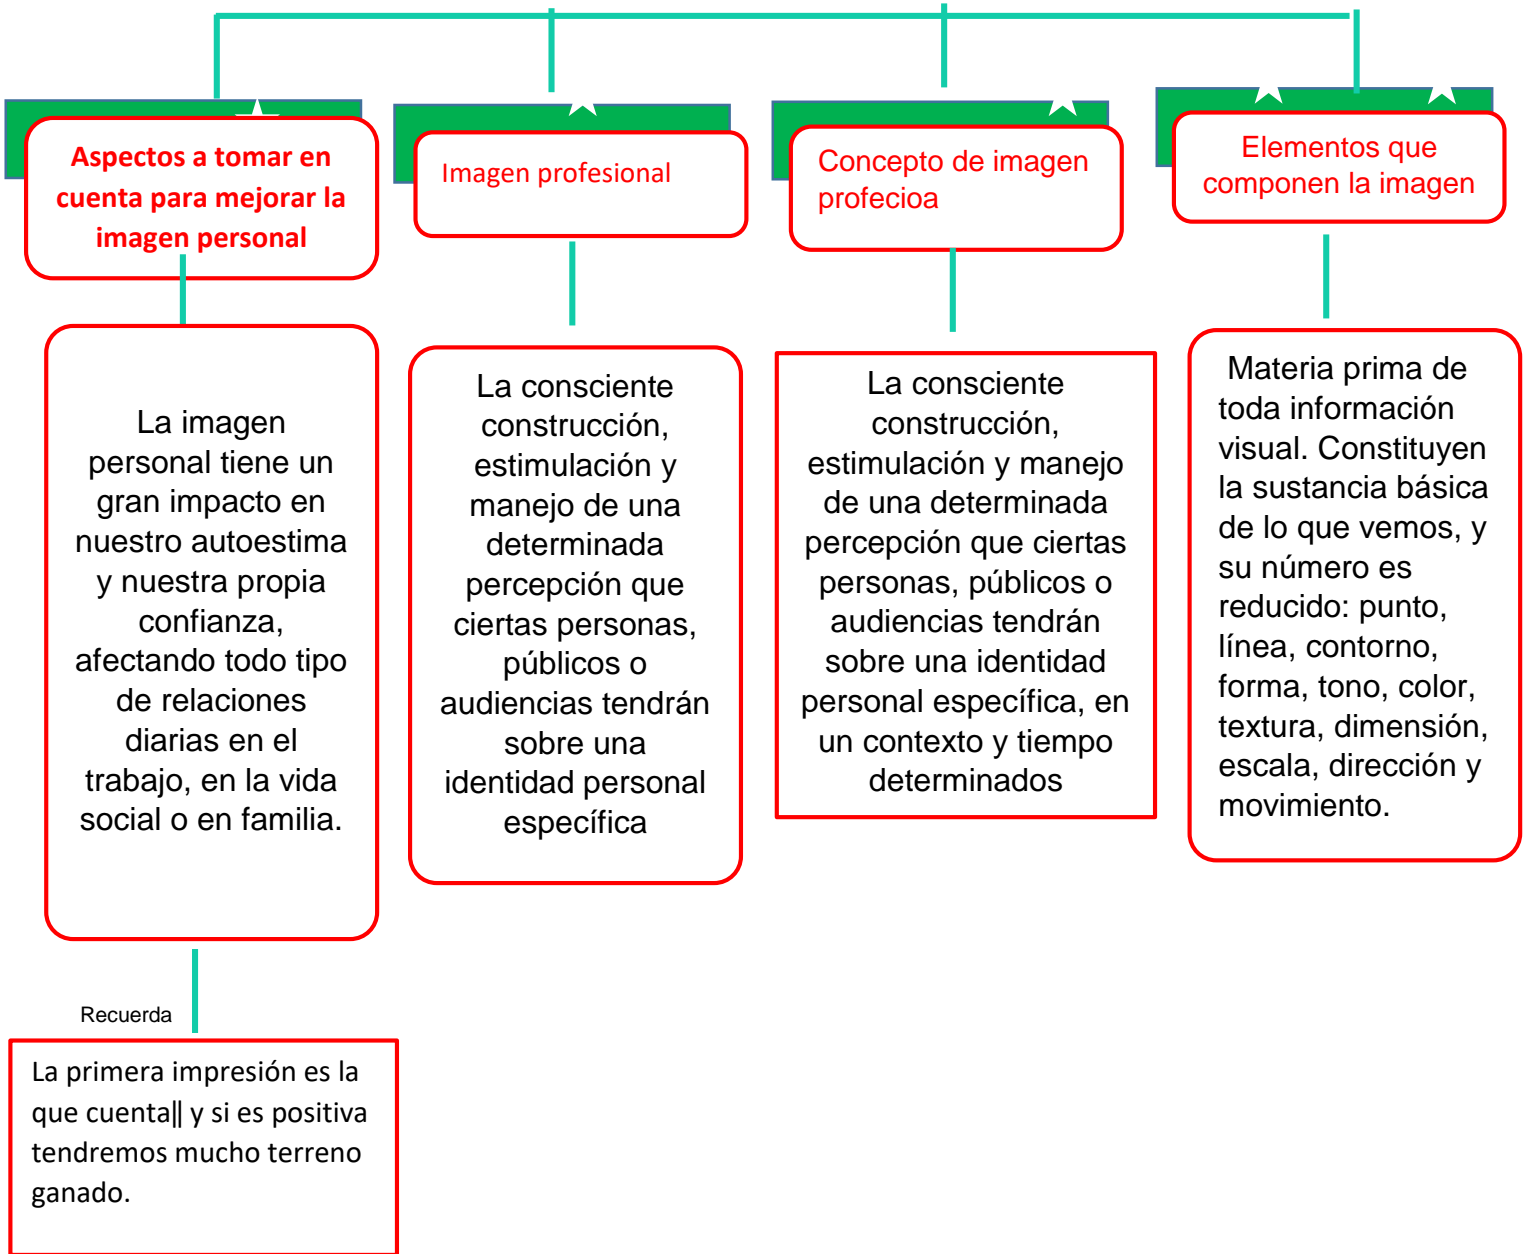 Aspectos a tomar en
cuenta para mejorar la
imagen personal
Imagen profesional
Concepto de imagen
profecioa
Elementos que
componen la imagen
La imagen
personal tiene un
gran impacto en
nuestro autoestima
y nuestra propia
confianza,
afectando todo tipo
de relaciones
diarias en el
trabajo, en la vida
social o en familia.
La consciente
construcción,
estimulación y
manejo de una
determinada
percepción que
ciertas personas,
públicos o
audiencias tendrán
sobre una
identidad personal
específica
La consciente
construcción,
estimulación y manejo
de una determinada
percepción que ciertas
personas, públicos o
audiencias tendrán
sobre una identidad
personal específica, en
un contexto y tiempo
determinados
Materia prima de
toda información
visual. Constituyen
la sustancia básica
de lo que vemos, y
su número es
reducido: punto,
línea, contorno,
forma, tono, color,
textura, dimensión,
escala, dirección y
movimiento.
Recuerda
La primera impresión es la
que cuenta‖ y si es positiva
tendremos mucho terreno
ganado.